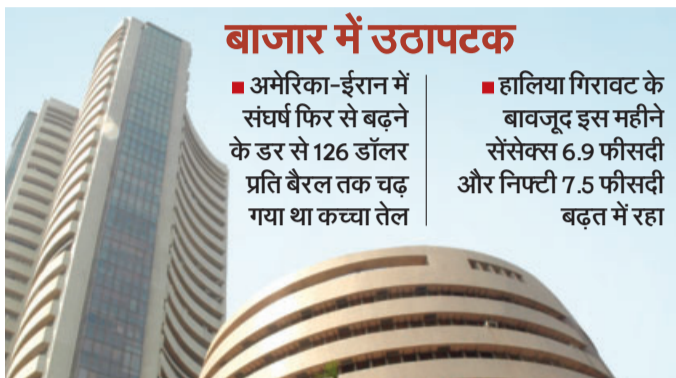 बाजार में उठापटक
■ अमेरिका-ईरान में
संघर्ष फिर से बढ़ने
के डर से 126 डॉलर
प्रति बैरल तक चढ़
गया था कच्चा तेल
■ हालिया गिरावट के
बावजूद इस महीने
सेंसेक्स 6.9 फीसदी
और निफ्टी 7.5 फीसदी
बढ़त में रहा